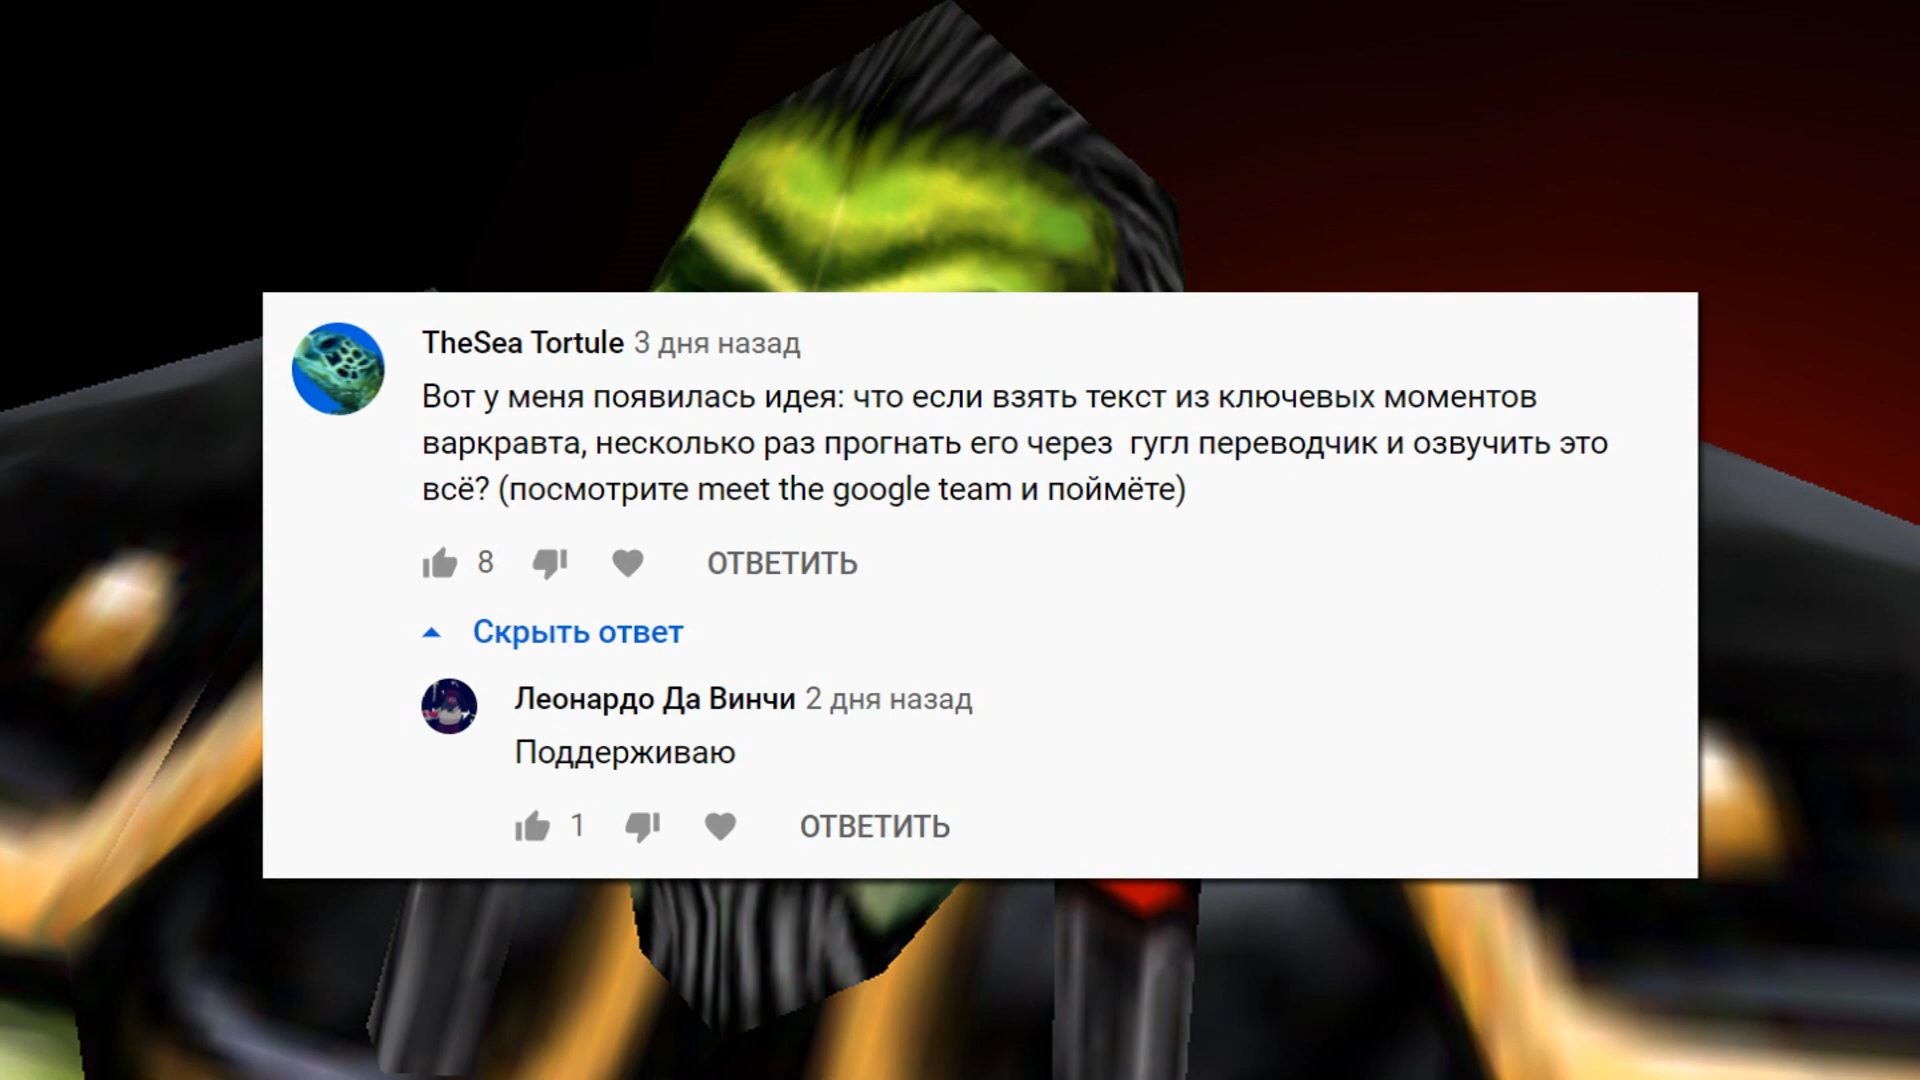 TheSea Tortule 3 дня назад
Вот у меня появилась идея: что если взять текст из ключевых моментов
варкравта, несколько раз прогнать его через  гугл переводчик и озвучить это
всё? (посмотрите meet the google team и поймёте)
8 ОТВЕТИТЬ
Скрыть ответ
Леонардо Да Винчи 2 дня назад
Поддерживаю
1 ОТВЕТИТЬ